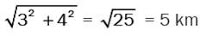 √3² + 4² = √25 = 5 km